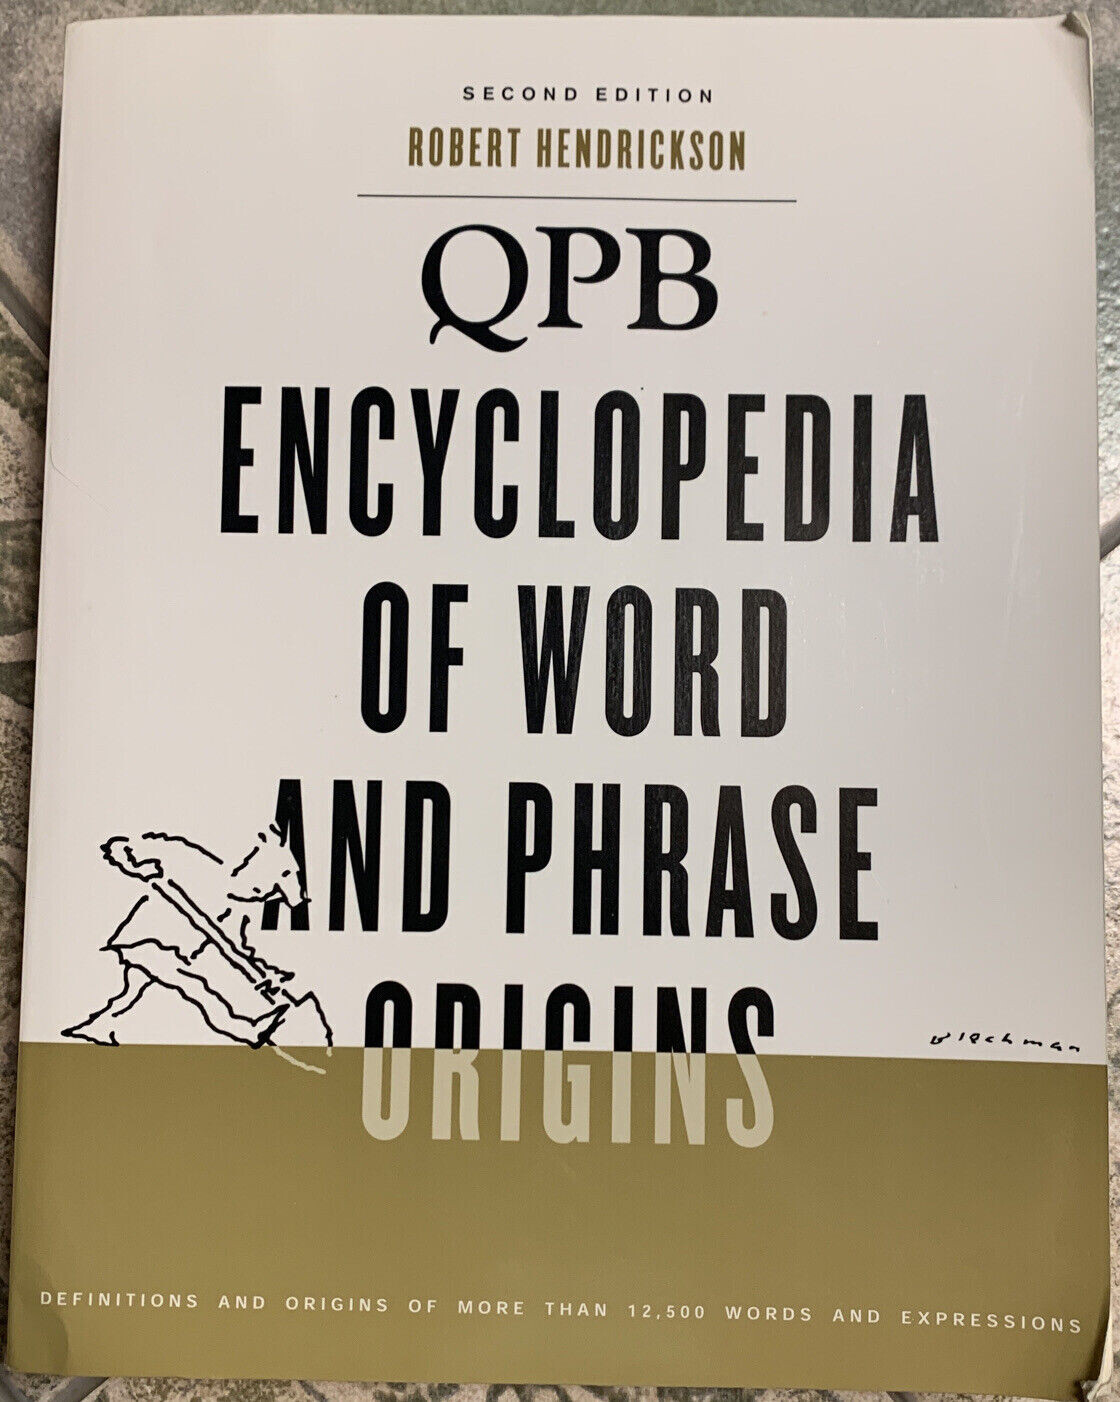 SECOND EDITION
ROBERT HENDRICKSON
QPB
ENCYCLOPEDIA
OF WORD
AND PHRASE
ORIGINS
Blechman
DEFINITIONS AND ORIGINS OF MORE THAN 12,500 WORDS AND EXPRESSIONS